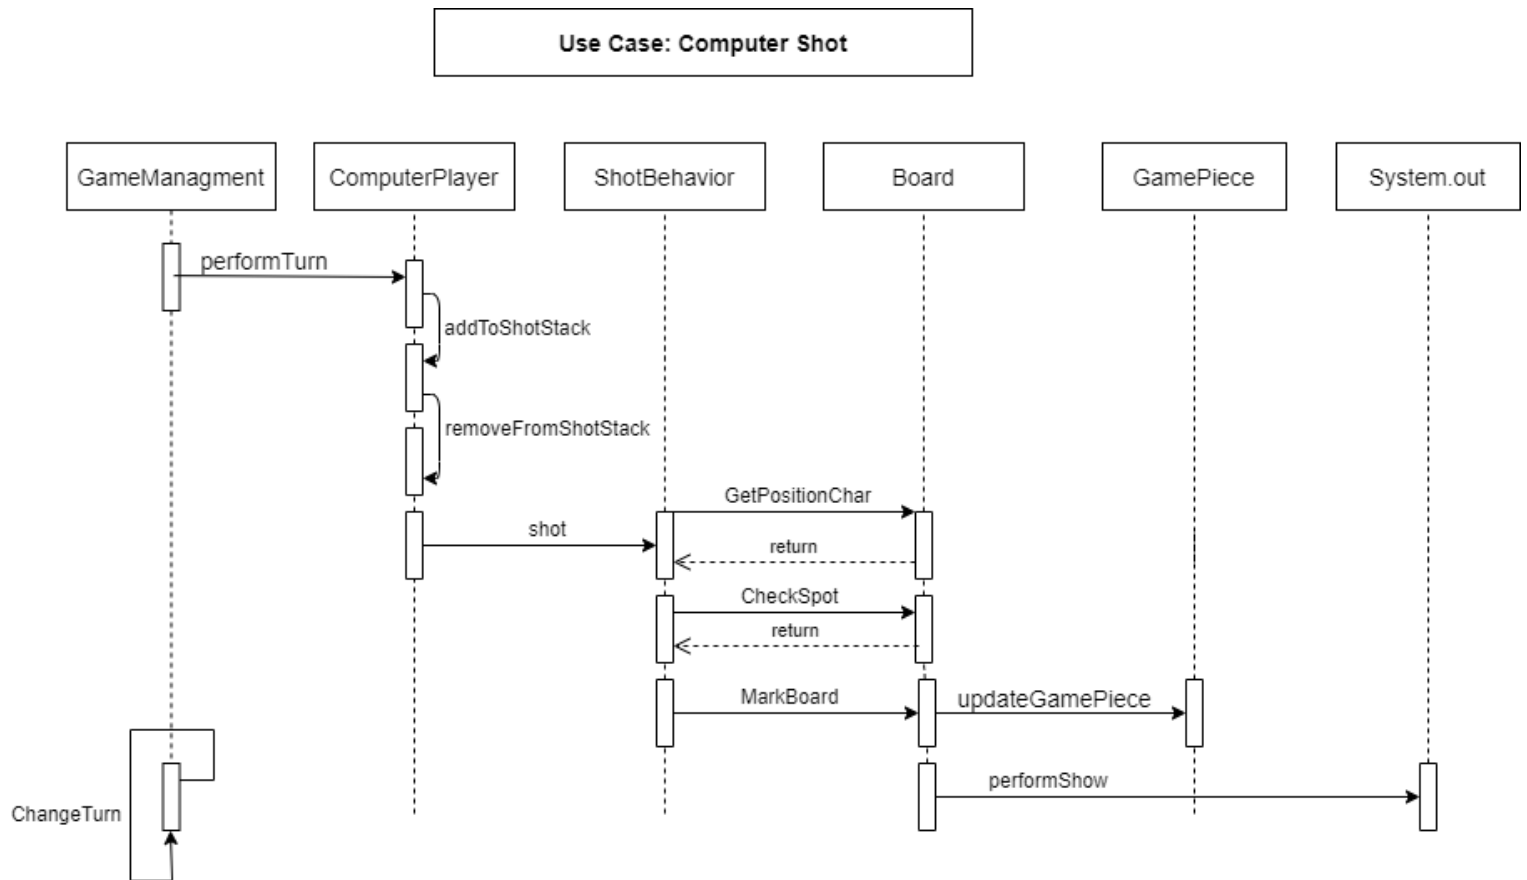 Use Case: Computer Shot
GameManagment
ComputerPlayer
ShotBehavior
Board
GamePiece
System.out
performTurn
addToShotStack
removeFromShotStack
GetPositionChar
shot
return
CheckSpot
return
MarkBoard
updateGamePiece
performShow
ChangeTurn